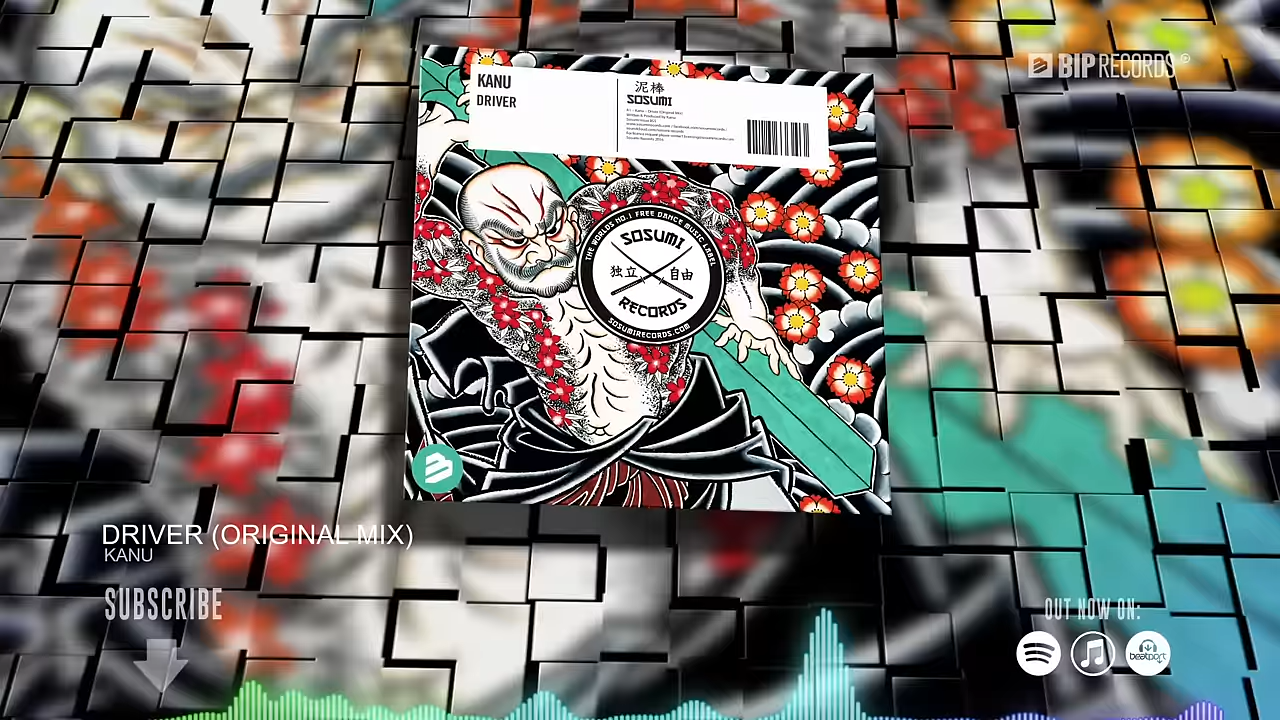 BIP RECORDS
KANU
DRIVER
泥棒
SOSUMI
THE WORLDS NO.1 FREE DANCE MUSIC LABEL
SOSUMI
独立 自由
RECORDS
SOSUMIRECORDS.COM
DRIVER (ORIGINAL MIX)
KANU
SUBSCRIBE
OUT NOW ON:
beatport